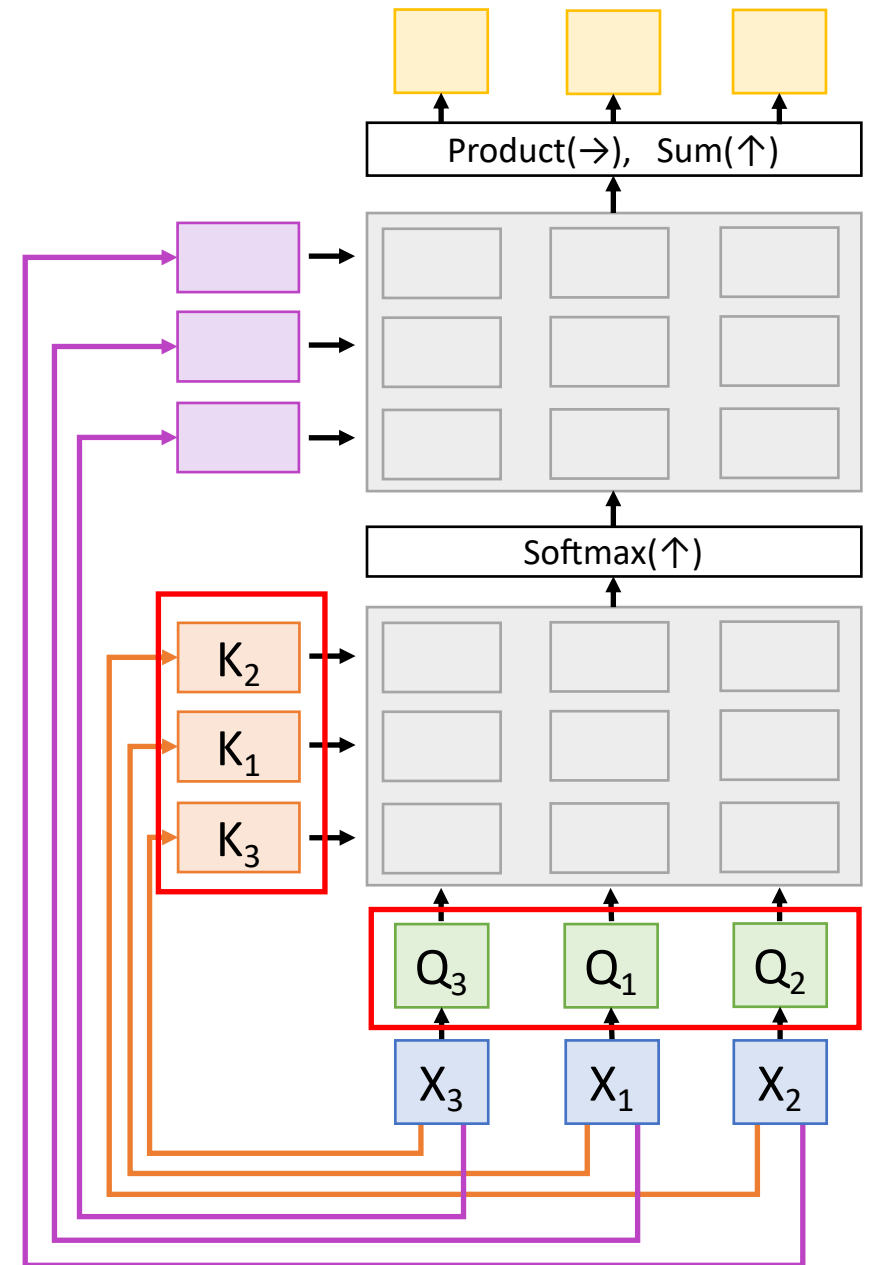 Product(→), Sum(↑)
Softmax(↑)
K₂
K₁
K₃
Q₃ Q₁ Q₂
X₃ X₁ X₂